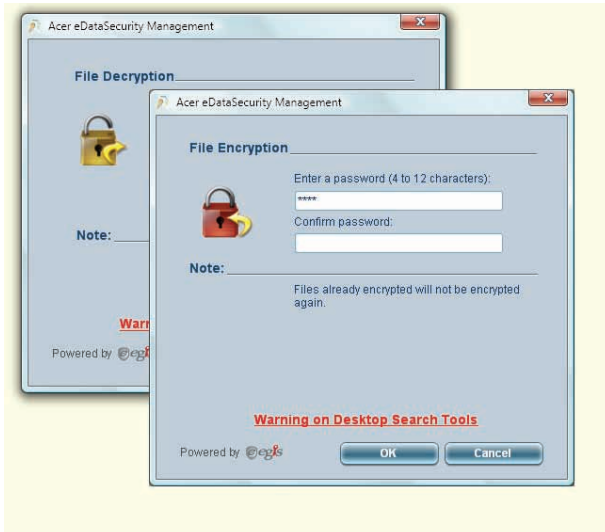 Acer eDataSecurity Management
File Decryption
Note:
Warn
Powered by egis
Acer eDataSecurity Management
File Encryption
Enter a password (4 to 12 characters):
****
Confirm password:
Note:
Files already encrypted will not be encrypted
again.
Warning on Desktop Search Tools
Powered by egis
OK
Cancel